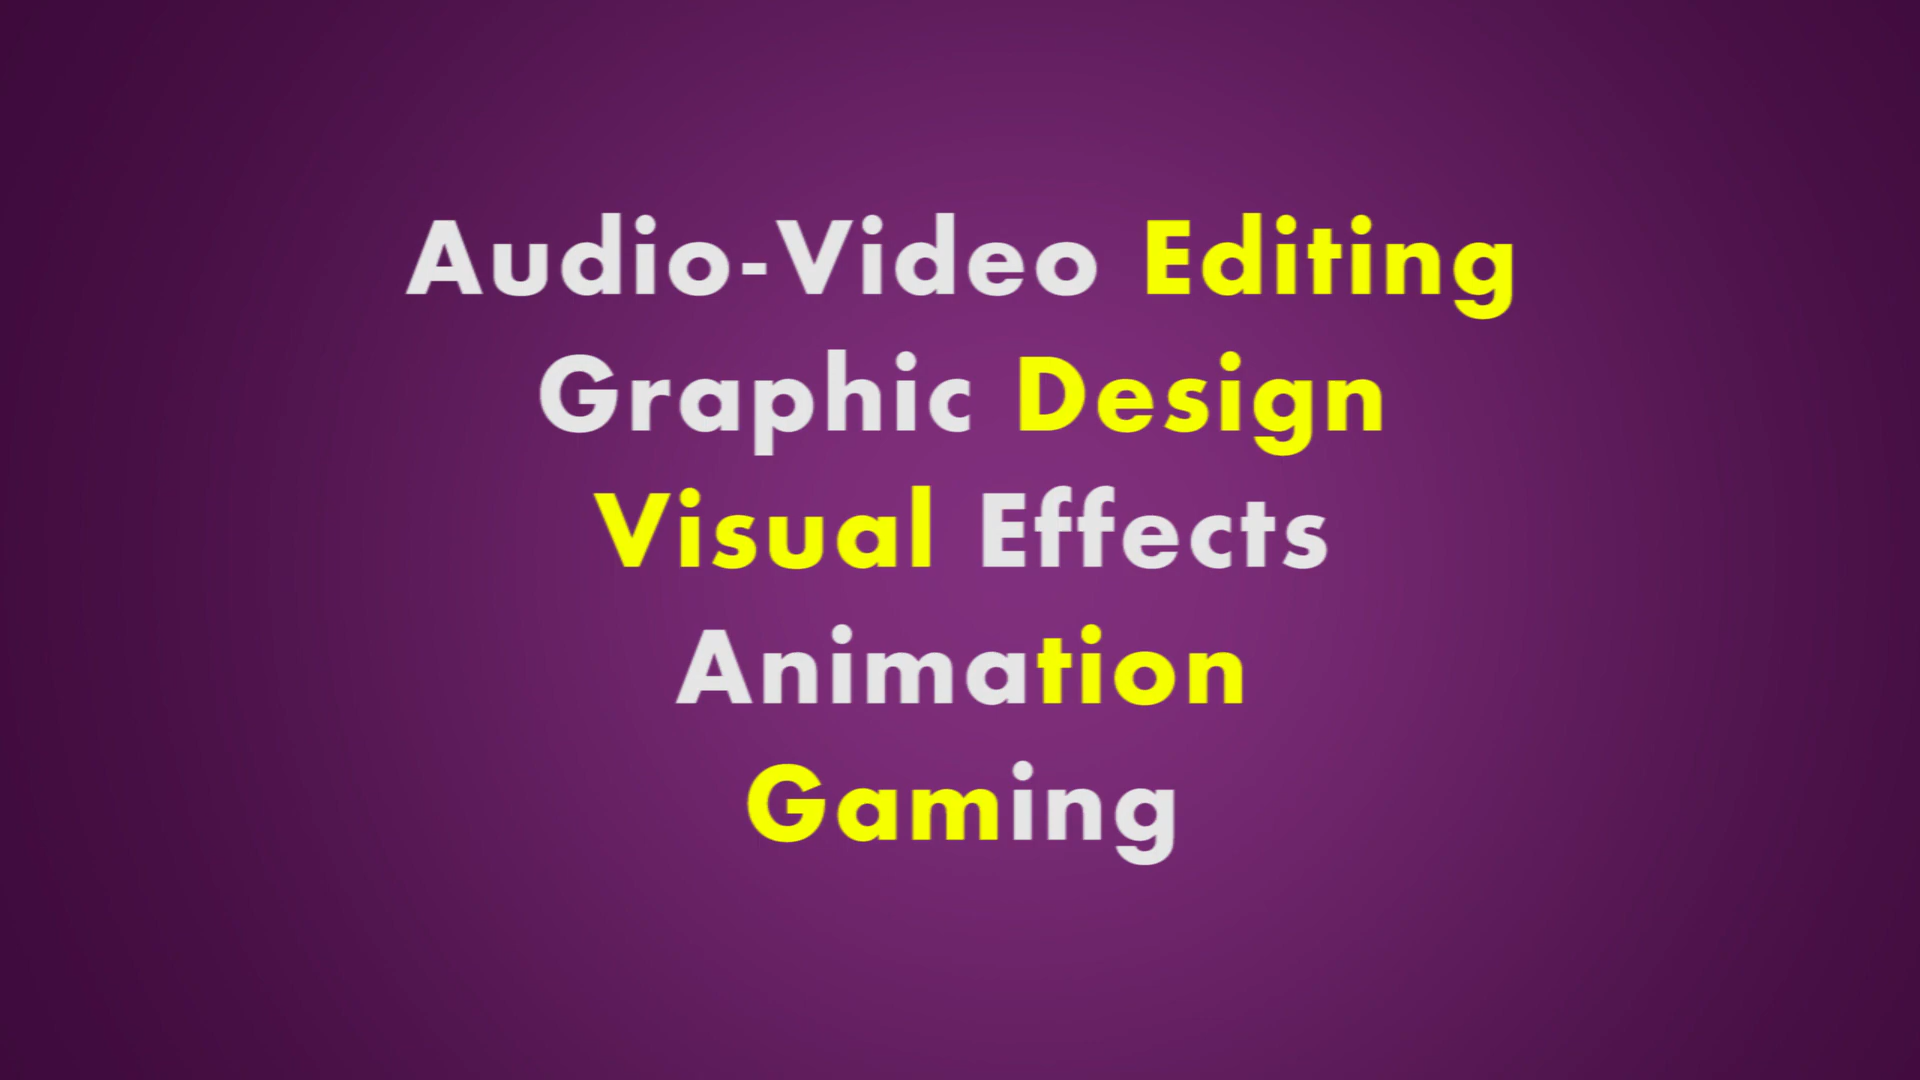 Audio-Video Editing
Graphic Design
Visual Effects
Animation
Gaming